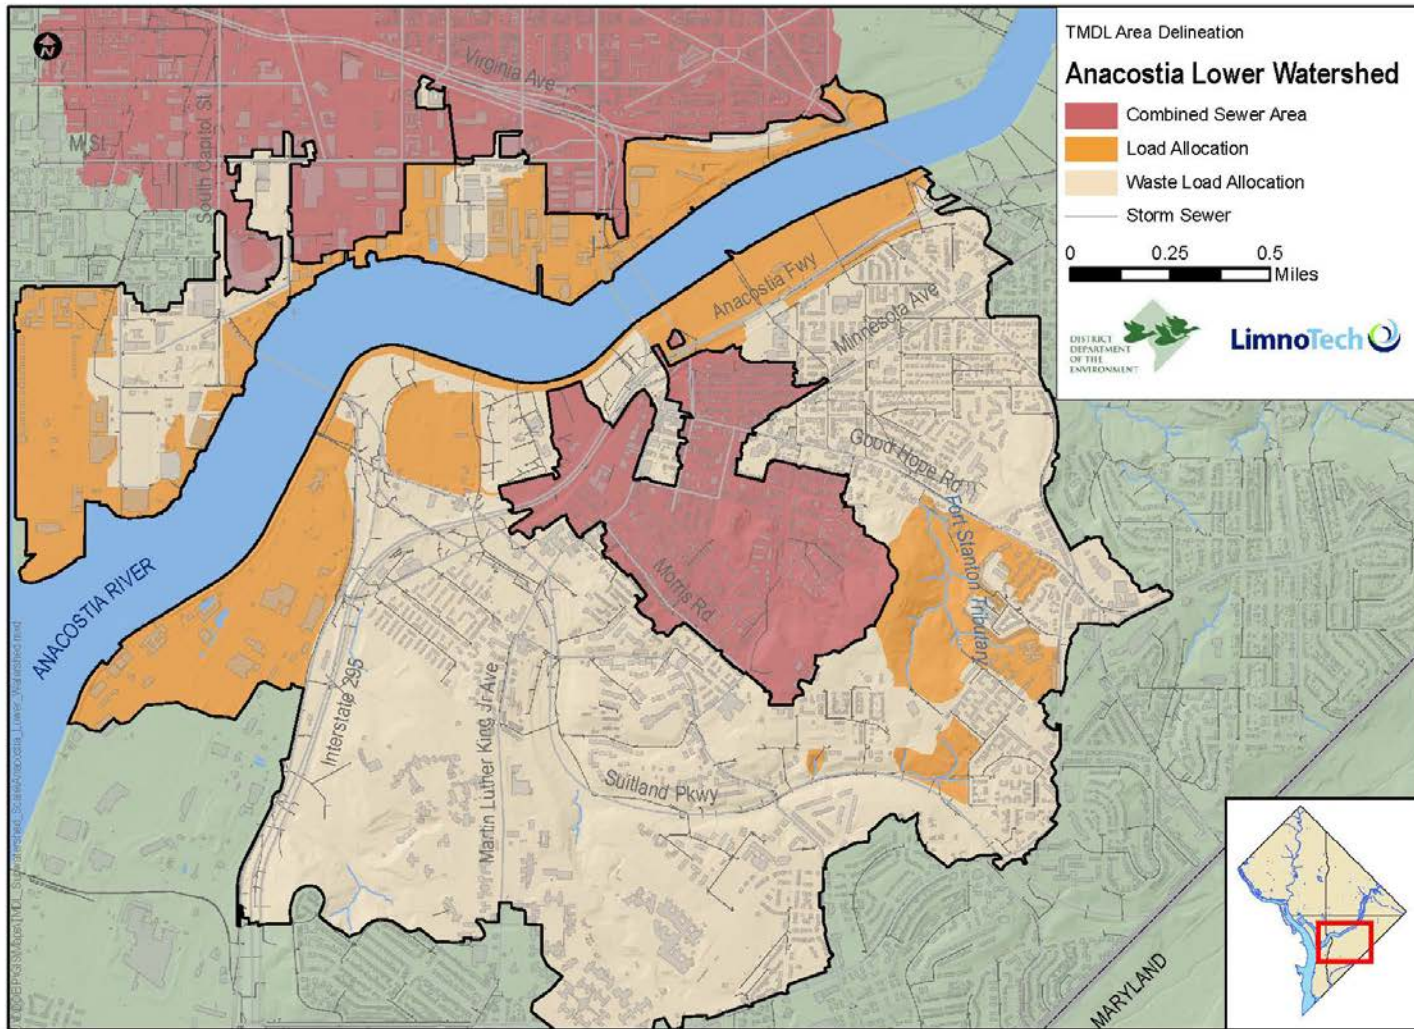 TMDL Area Delineation
Anacostia Lower Watershed
Combined Sewer Area
Load Allocation
Waste Load Allocation
Storm Sewer
0 0.25 0.5
Miles
DISTRICT
DEPARTMENT
OF THE
ENVIRONMENT
LimnoTech
N
Virginia Ave
M St
South Capitol St
Anacostia Fwy
Minnesota Ave
Good Hope Rd
Fort Stanton Tributary
Morris Rd
ANACOSTIA RIVER
Interstate 295
Martin Luther King Jr Ave
Suitland Pkwy
MARYLAND